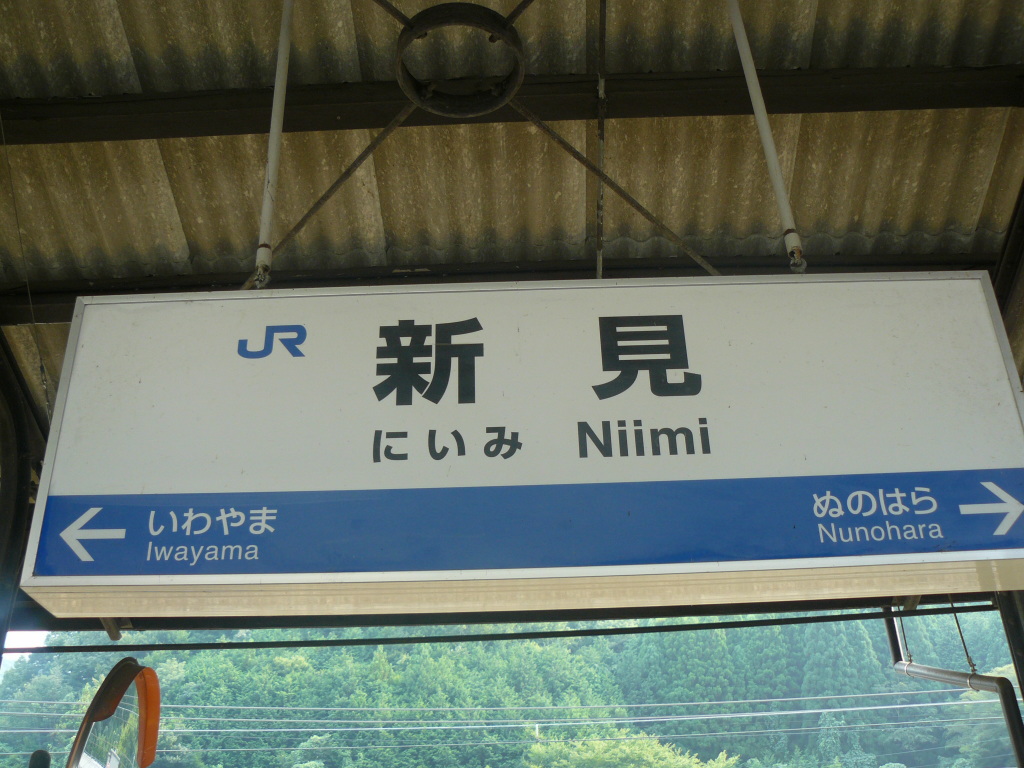 JR 新見
にいみ Niimi
← いわやま
Iwayama
ぬのはら →
Nunohara